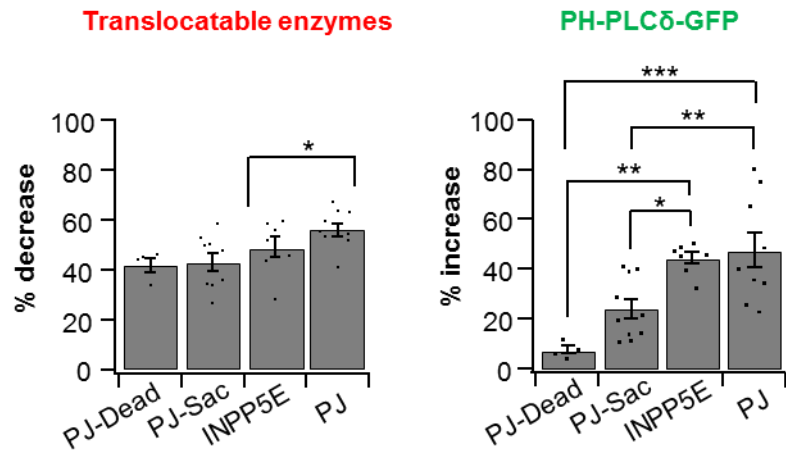 Translocatable enzymes
% decrease
100
80
60
40
20
0
*
PJ-Dead
PJ-Sac
INPP5E
PJ
PH-PLCδ-GFP
% increase
100
80
60
40
20
0
***
**
**
*
PJ-Dead
PJ-Sac
INPP5E
PJ